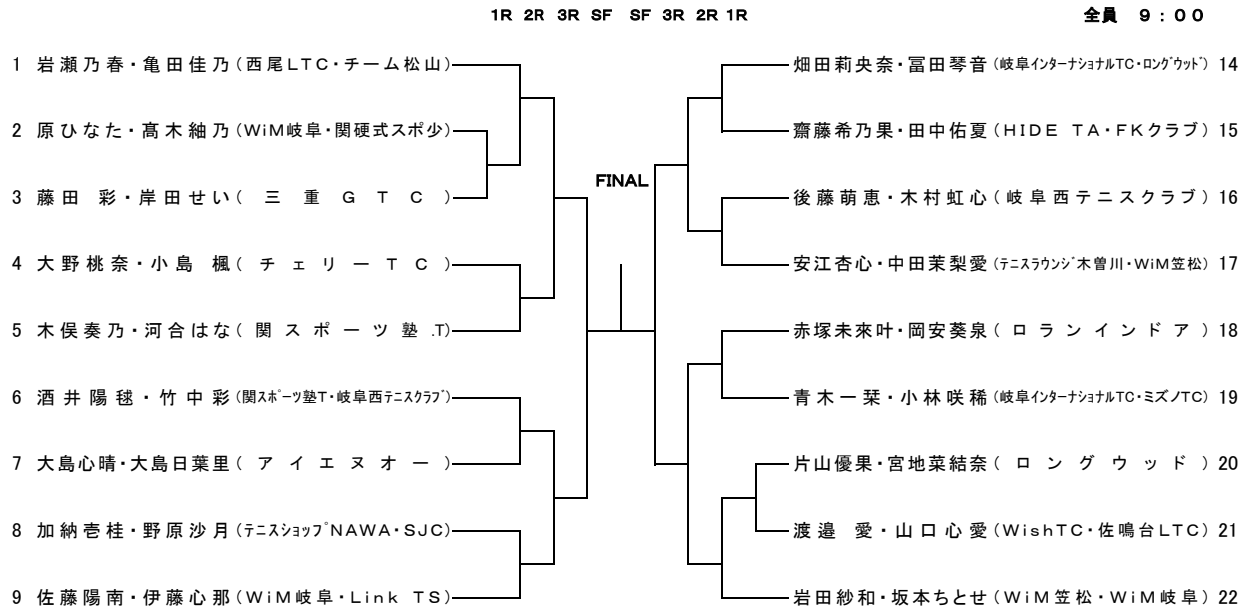 1R 2R 3R SF SF 3R 2R 1R 全員 9:00
1 岩瀬乃春・亀田佳乃(西尾LTC・チーム松山) 畑田莉央奈・冨田琴音(岐阜インターナショナルTC・ロングウッド) 14
2 原ひなた・髙木紬乃(WiM岐阜・関硬式スポ少) 齋藤希乃果・田中佑夏(HIDE TA・FKクラブ) 15
FINAL
3 藤田 彩・岸田せい(三重GTC) 後藤萌恵・木村虹心(岐阜西テニスクラブ) 16
4 大野桃奈・小島 楓(チェリーTC) 安江杏心・中田茉梨愛(テニスラウンジ木曽川・WiM笠松) 17
5 木俣奏乃・河合はな(関スポーツ塾.T) 赤塚未來叶・岡安葵泉(ロランインドア) 18
6 酒井陽毬・竹中彩(関スポーツ塾T・岐阜西テニスクラブ) 青木一栞・小林咲稀(岐阜インターナショナルTC・ミズノTC) 19
7 大島心晴・大島日葉里(アイエヌオー) 片山優果・宮地菜結奈(ロングウッド) 20
8 加納壱桂・野原沙月(テニスショップNAWA・SJC) 渡邉 愛・山口心愛(WishTC・佐鳴台LTC) 21
9 佐藤陽南・伊藤心那(WiM岐阜・Link TS) 岩田紗和・坂本ちとせ(WiM笠松・WiM岐阜) 22